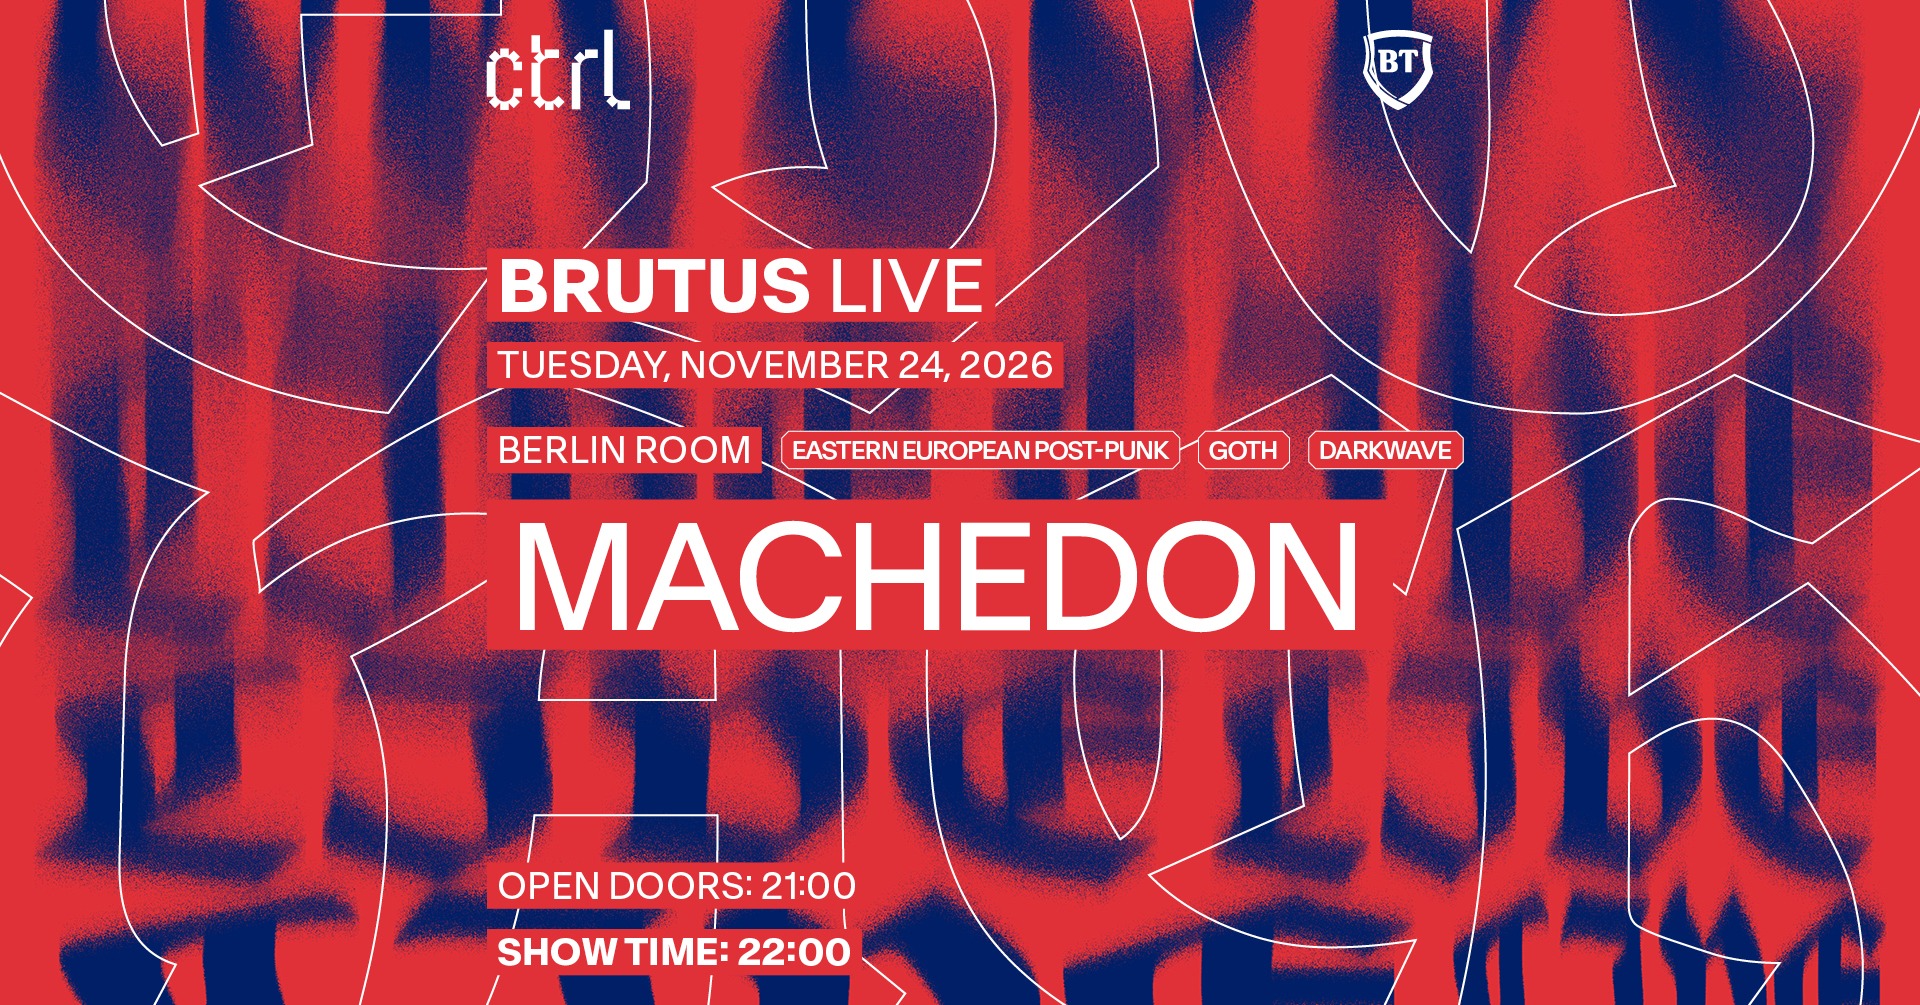 ctrl
BT
BRUTUS LIVE
TUESDAY, NOVEMBER 24, 2026
BERLIN ROOM EASTERN EUROPEAN POST-PUNK GOTH DARKWAVE
MACHEDON
OPEN DOORS: 21:00
SHOW TIME: 22:00